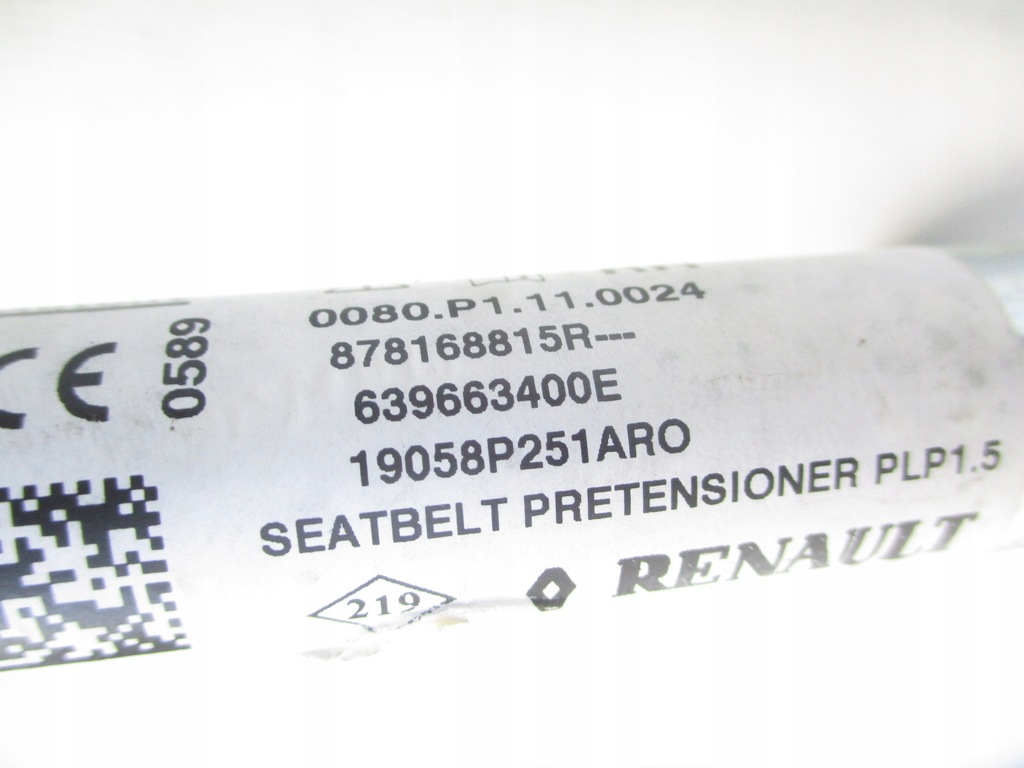 CE
0589
0080.P1.11.0024
878168815R---
639663400E
19058P251ARO
SEATBELT PRETENSIONER PLP1.5
219
RENAULT